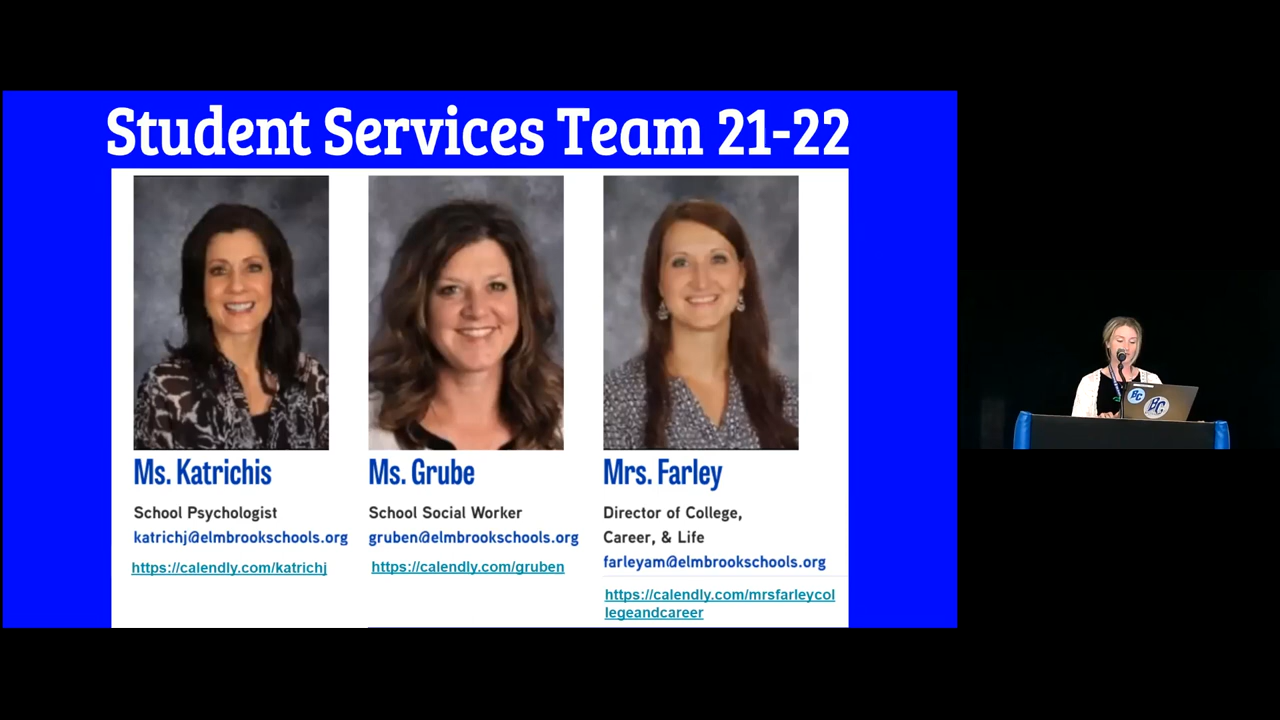 Student Services Team 21-22
Ms. Katrichis
School Psychologist
katrichj@elmbrookschools.org
https://calendly.com/katrichj
Ms. Grube
School Social Worker
gruben@elmbrookschools.org
https://calendly.com/gruben
Mrs. Farley
Director of College,
Career, & Life
farleyam@elmbrookschools.org
https://calendly.com/mrsfarleycol
legeandcareer
BC
BC